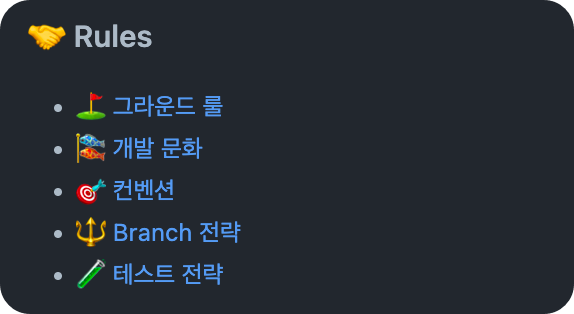 🤝 Rules
⛳ 그라운드 룰
🎏 개발 문화
🎯 컨벤션
🔱 Branch 전략
🧪 테스트 전략